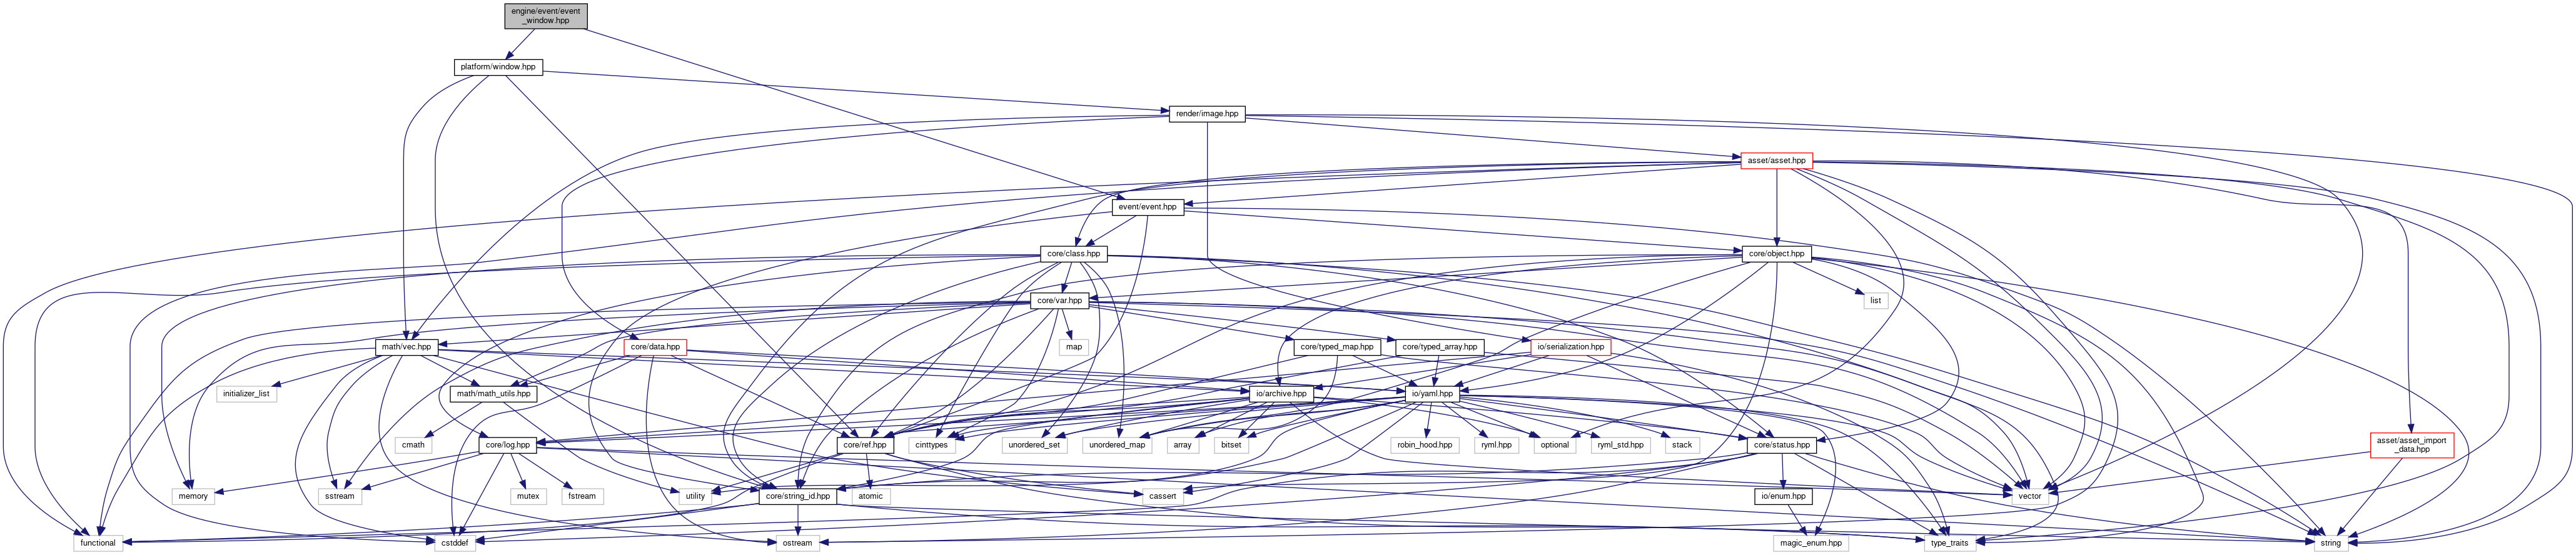 engine/event/event
_window.hpp
platform/window.hpp
render/image.hpp
asset/asset.hpp
event/event.hpp
core/class.hpp
core/object.hpp
core/var.hpp
list
math/vec.hpp
core/data.hpp
map
core/typed_map.hpp
core/typed_array.hpp
io/serialization.hpp
initializer_list
math/math_utils.hpp
io/archive.hpp
io/yaml.hpp
cmath
core/log.hpp
core/ref.hpp
cinttypes
unordered_set
unordered_map
array
bitset
robin_hood.hpp
ryml.hpp
optional
ryml_std.hpp
stack
core/status.hpp
asset/asset_import
_data.hpp
memory
sstream
mutex
fstream
utility
core/string_id.hpp
atomic
cassert
io/enum.hpp
vector
functional
cstddef
ostream
magic_enum.hpp
type_traits
string